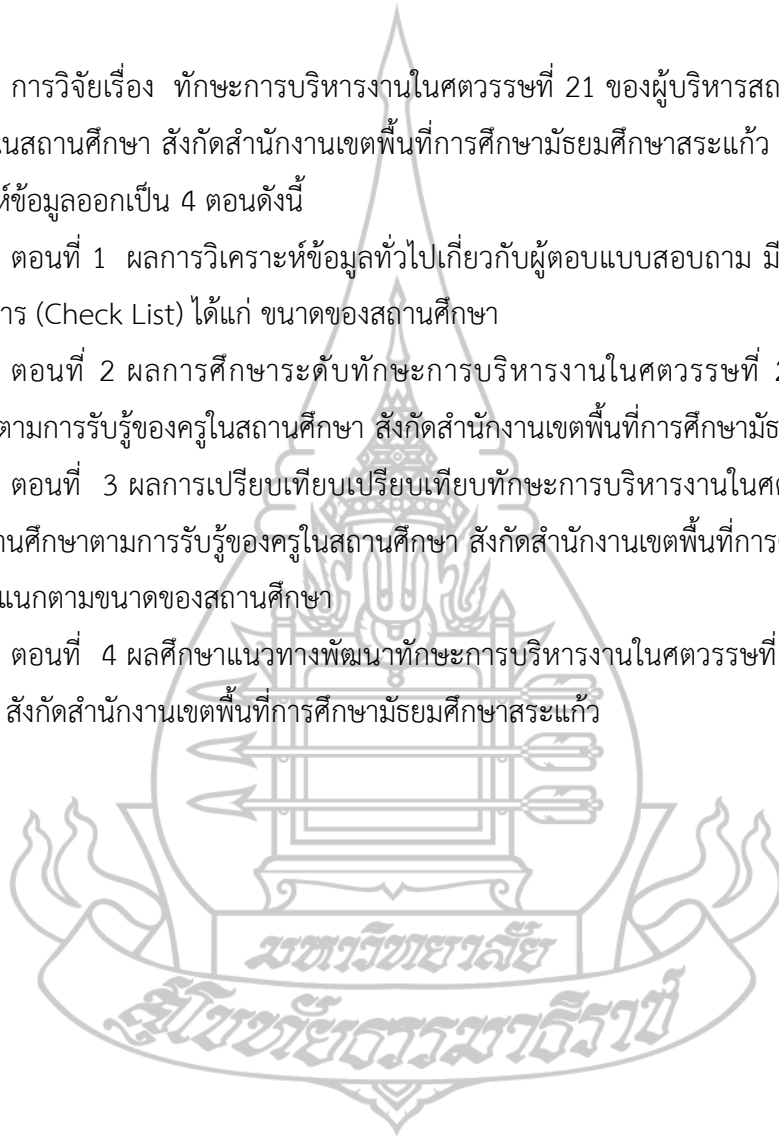 การวิจัยเรื่อง ทักษะการบริหารงานในศตวรรษที่ 21 ของผู้บริหารสถ
นสถานศึกษา สังกัดสำนักงานเขตพื้นที่การศึกษามัธยมศึกษาสระแก้ว
ห์ข้อมูลออกเป็น 4 ตอนดังนี้
ตอนที่ 1 ผลการวิเคราะห์ข้อมูลทั่วไปเกี่ยวกับผู้ตอบแบบสอบถาม มี
าร (Check List) ได้แก่ ขนาดของสถานศึกษา
ตอนที่ 2 ผลการศึกษาระดับทักษะการบริหารงานในศตวรรษที่ 2
ตามการรับรู้ของครูในสถานศึกษา สังกัดสำนักงานเขตพื้นที่การศึกษามัธ
ตอนที่ 3 ผลการเปรียบเทียบเปรียบเทียบทักษะการบริหารงานในศต
านศึกษาตามการรับรู้ของครูในสถานศึกษา สังกัดสำนักงานเขตพื้นที่การ
แนกตามขนาดของสถานศึกษา
ตอนที่ 4 ผลศึกษาแนวทางพัฒนาทักษะการบริหารงานในศตวรรษที่
สังกัดสำนักงานเขตพื้นที่การศึกษามัธยมศึกษาสระแก้ว
มหาวิทยาลัย
สุโขทัยธรรมาธิราช